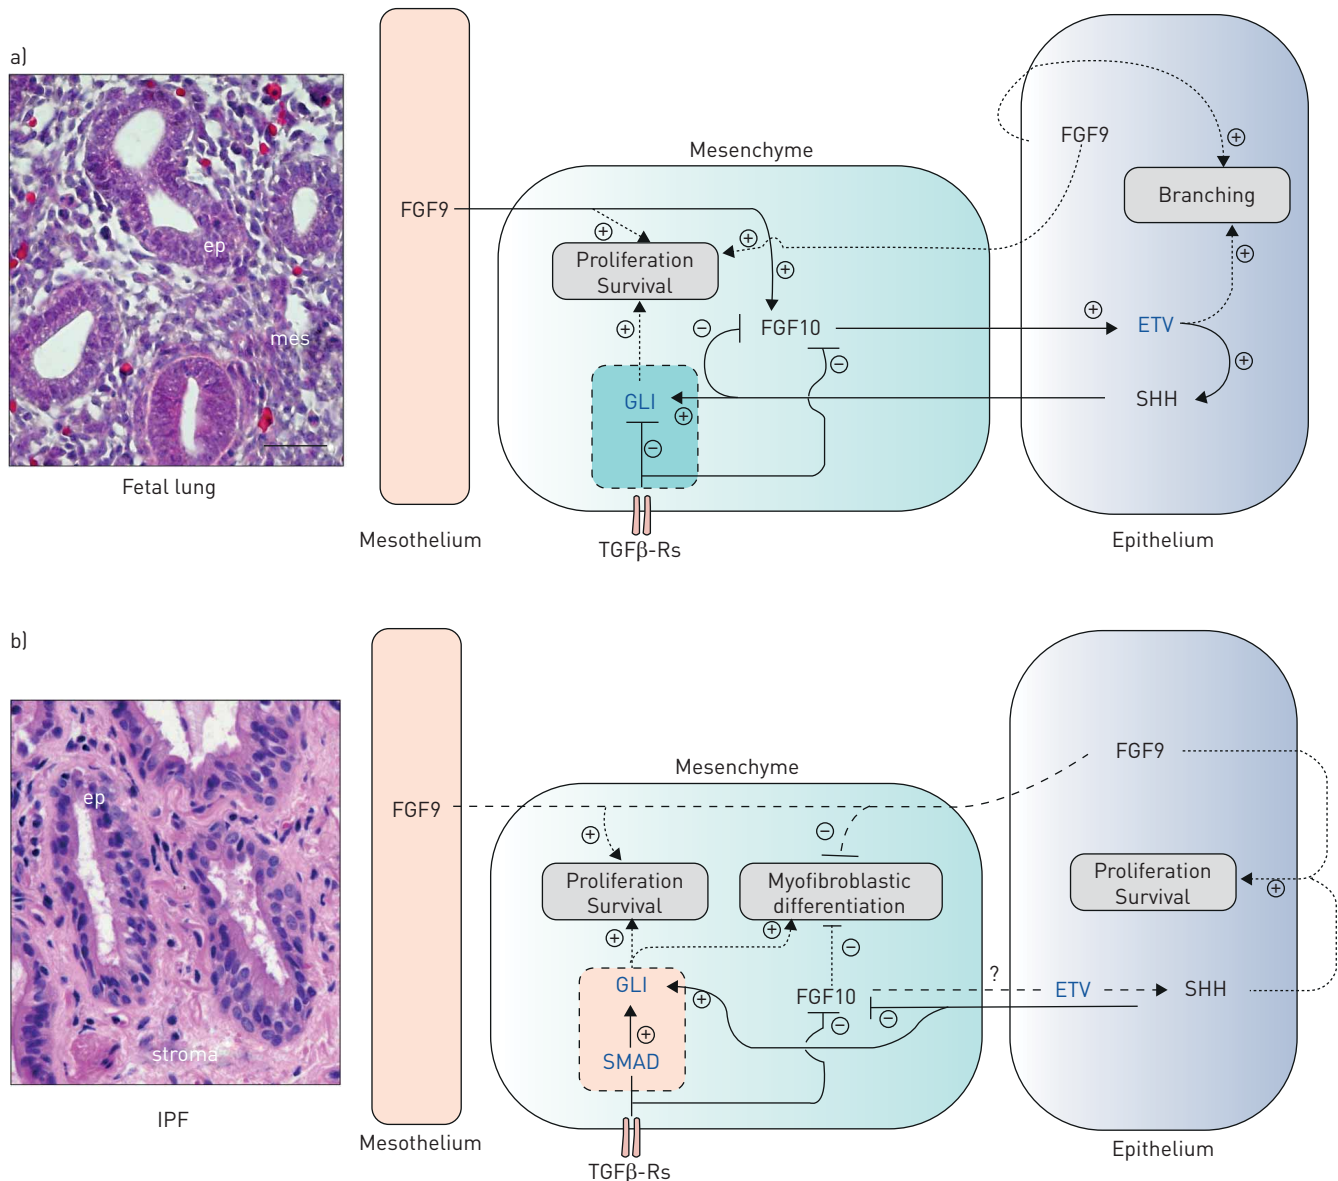 a)
ep
mes
Fetal lung
Mesothelium
FGF9
Mesenchyme
Proliferation
Survival
+
+
+
+
FGF10
−
−
GLI
+
−
TGFβ-Rs
FGF9
+
Branching
+
+
ETV
+
SHH
Epithelium
b)
ep
stroma
IPF
FGF9
Mesothelium
Mesenchyme
+
−
Proliferation
Survival
Myofibroblastic
differentiation
+
+
−
GLI
+
FGF10
−
−
+
SMAD
TGFβ-Rs
?
ETV
SHH
FGF9
Proliferation
Survival
+
Epithelium